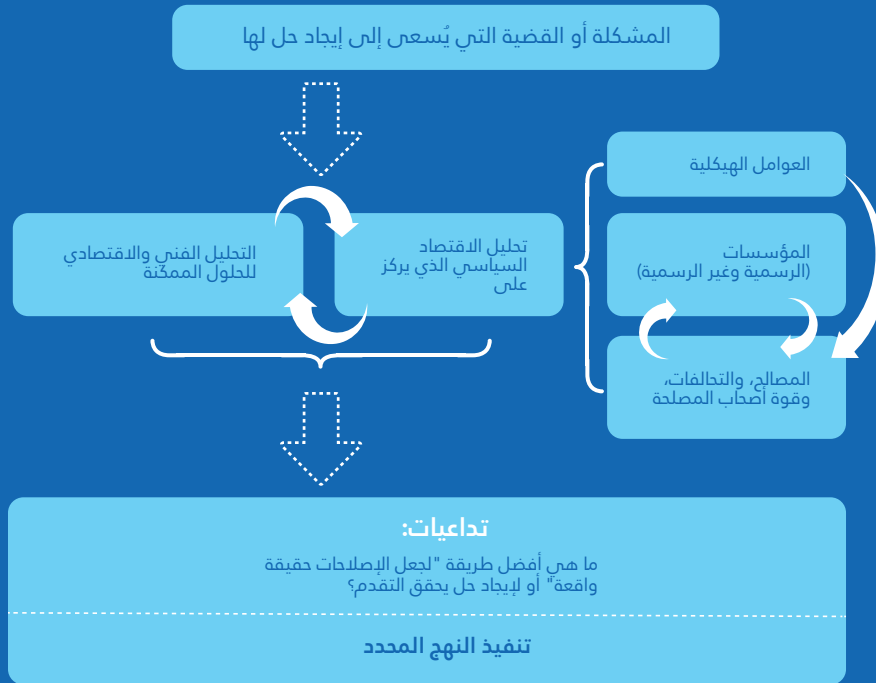 المشكلة أو القضية التي يُسعى إلى إيجاد حل لها
العوامل الهيكلية
المؤسسات
(الرسمية وغير الرسمية)
المصالح، والتحالفات،
وقوة أصحاب المصلحة
تحليل الاقتصاد
السياسي الذي يركز
على
التحليل الفني والاقتصادي
للحلول الممكنة
تداعيات:
ما هي أفضل طريقة "لجعل الإصلاحات حقيقة
واقعة" أو لإيجاد حل يحقق التقدم؟
تنفيذ النهج المحدد